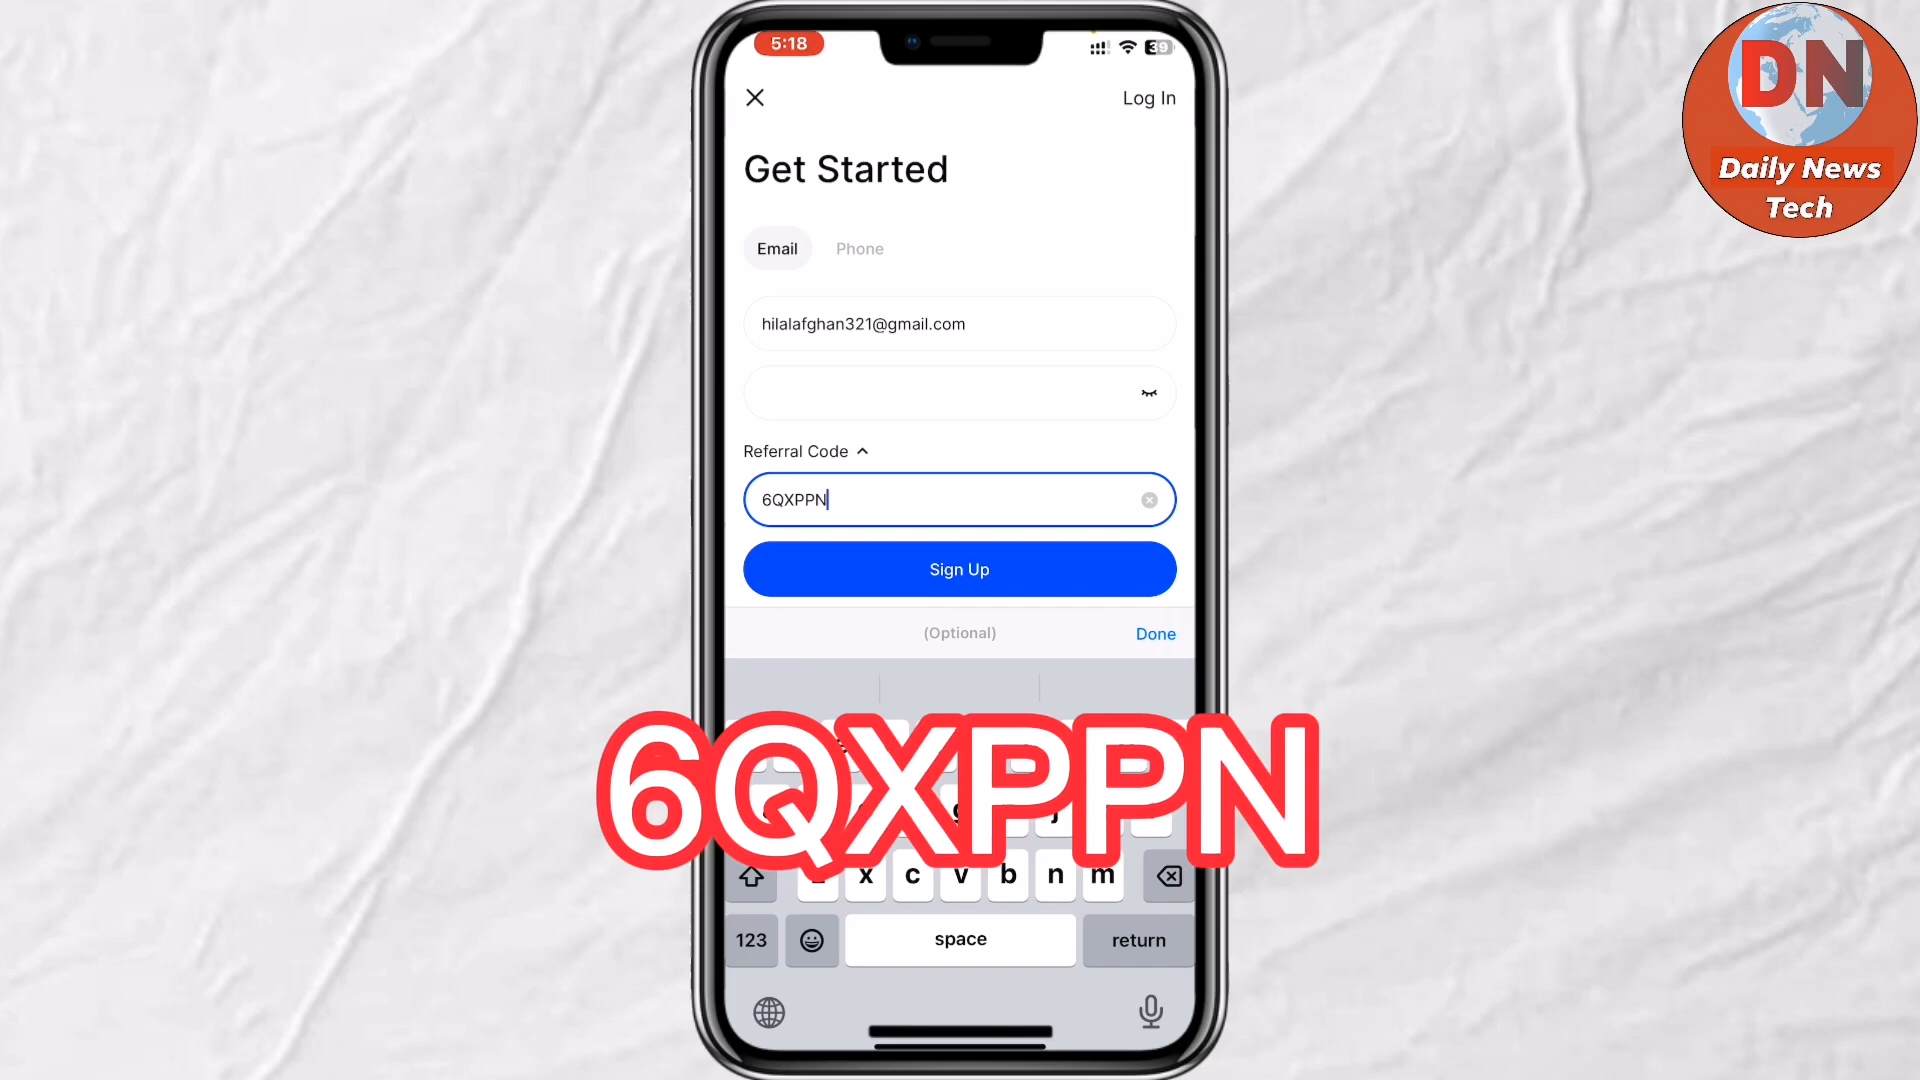 5:18
39
Log In
Get Started
Email
Phone
hilalafghan321@gmail.com
Referral Code
6QXPPN
Sign Up
(Optional)
Done
6QXPPN
x c v b n m
123
space
return
DN
Daily News
Tech